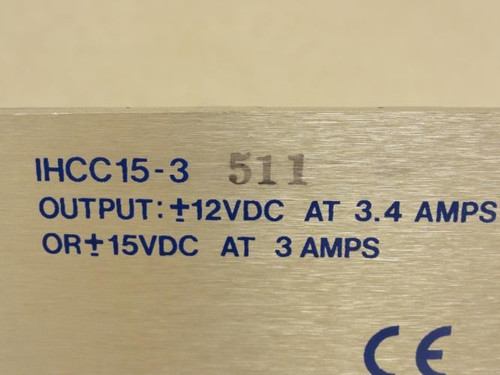 IHCC15-3 511
OUTPUT: ±12VDC AT 3.4 AMPS
OR ±15VDC AT 3 AMPS
CE